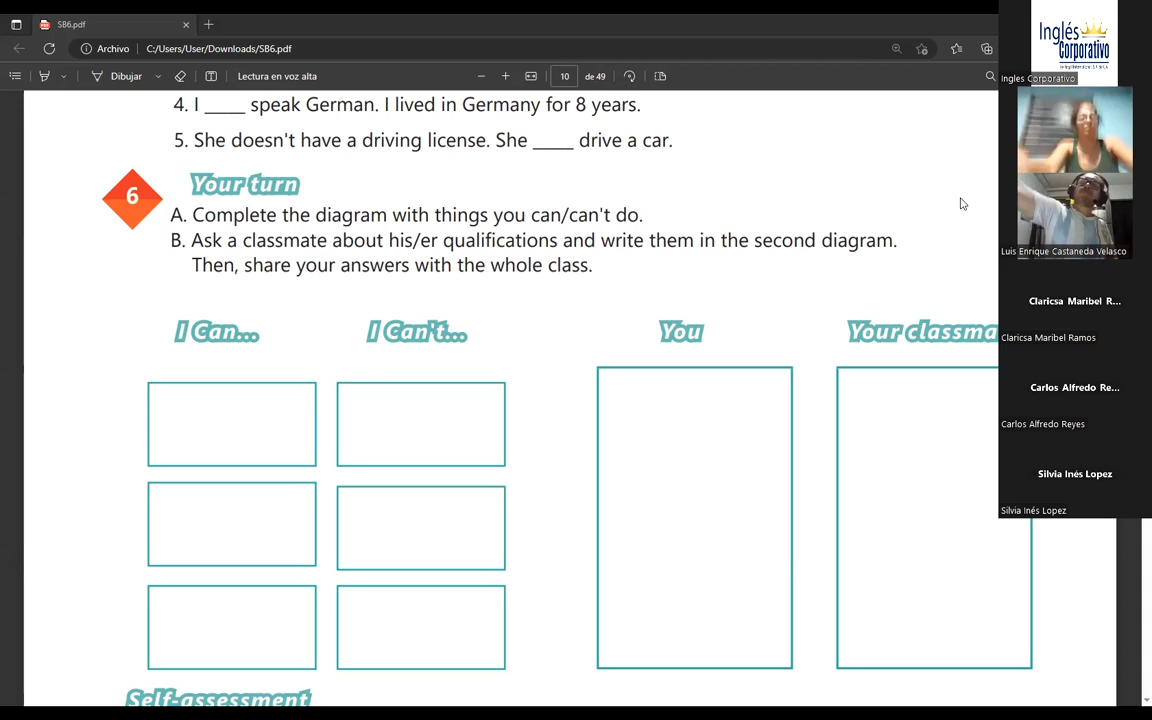 SB6.pdf
Archivo
C:/Users/User/Downloads/SB6.pdf
Dibujar
Lectura en voz alta
10
de 49
4. I ____ speak German. I lived in Germany for 8 years.
5. She doesn't have a driving license. She ____ drive a car.
6
Your turn
A. Complete the diagram with things you can/can't do.
B. Ask a classmate about his/er qualifications and write them in the second diagram.
Then, share your answers with the whole class.
I Can...
I Can't...
You
Your classma
Self-assessment
Inglés
Corporativo
Ingles Corporativo
Luis Enrique Castaneda Velasco
Claricsa Maribel R...
Claricsa Maribel Ramos
Carlos Alfredo Re...
Carlos Alfredo Reyes
Silvia Inés Lopez
Silvia Inés Lopez